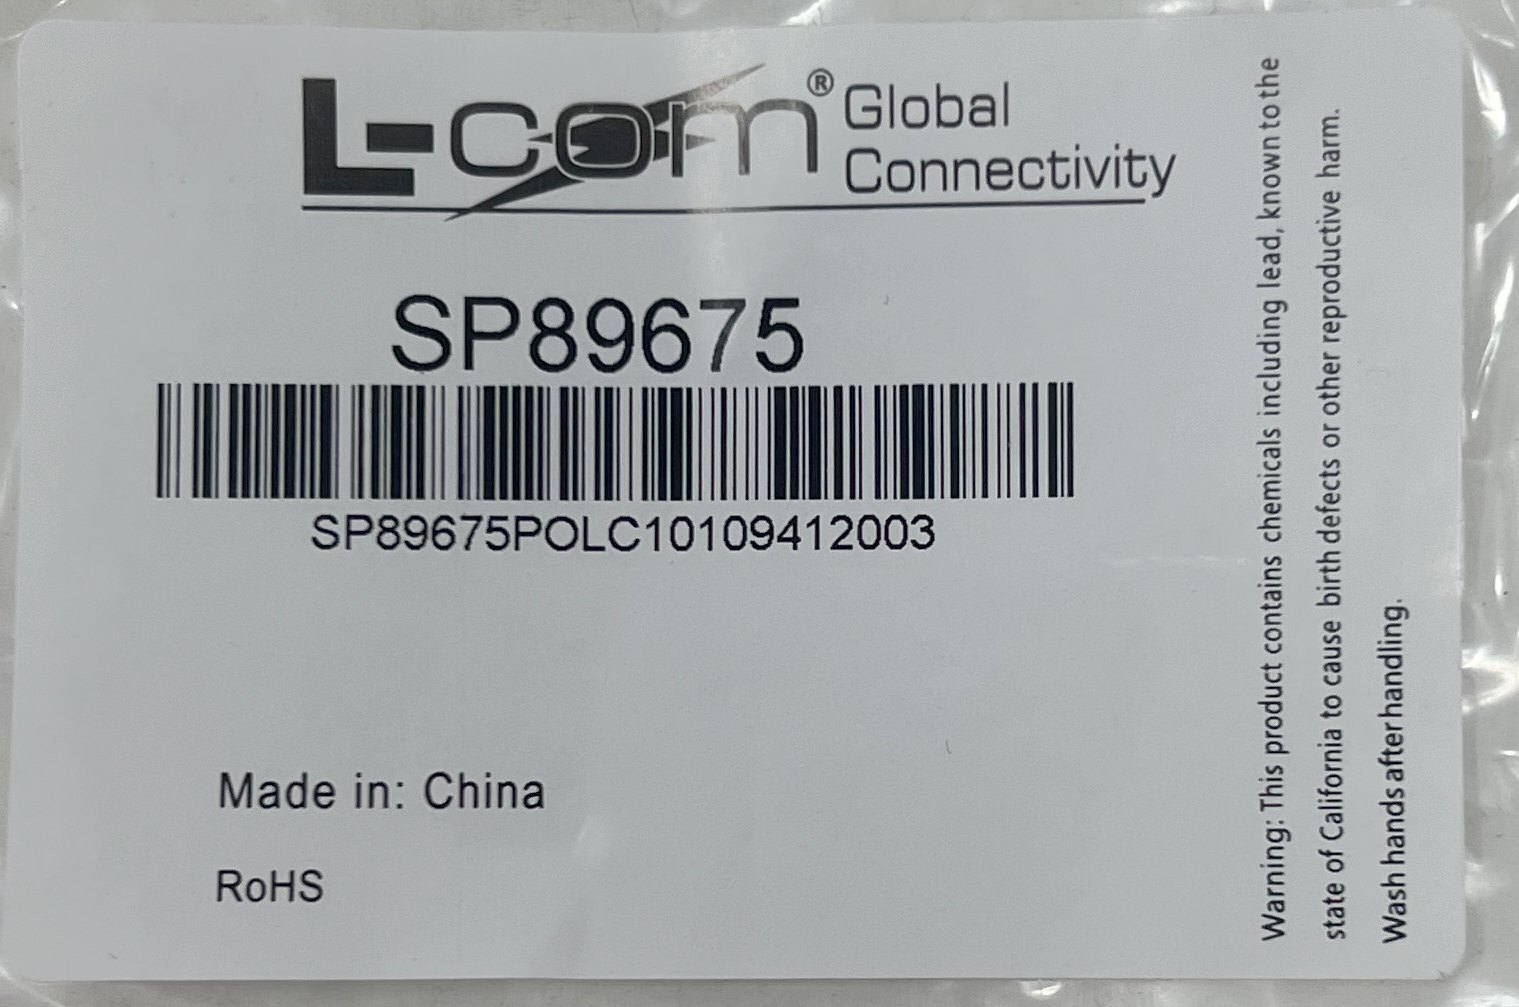 L-com® Global
Connectivity
SP89675
SP89675POLC10109412003
Made in: China
RoHS
Warning: This product contains chemicals including lead, known to the
state of California to cause birth defects or other reproductive harm.
Wash hands after handling.